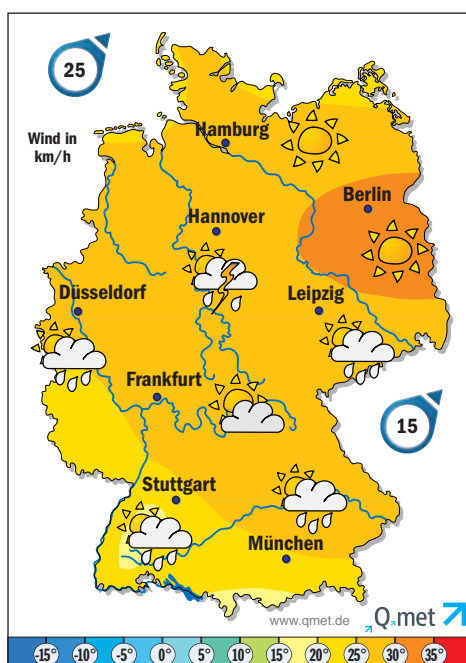 25
Wind in
km/h
Hamburg
Berlin
Hannover
Düsseldorf
Leipzig
Frankfurt
15
Stuttgart
München
www.qmet.de
Q.met
-15° -10° -5° 0° 5° 10° 15° 20° 25° 30° 35°